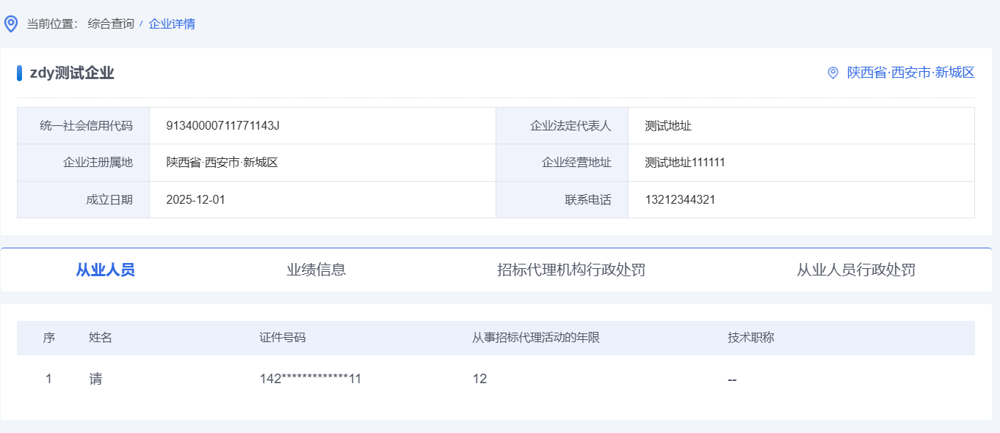 当前位置： 综合查询 / 企业详情
zdy测试企业 陕西省·西安市·新城区
统一社会信用代码 91340000711771143J 企业法定代表人 测试地址
企业注册属地 陕西省·西安市·新城区 企业经营地址 测试地址111111
成立日期 2025-12-01 联系电话 13212344321
从业人员 业绩信息 招标代理机构行政处罚 从业人员行政处罚
序 姓名 证件号码 从事招标代理活动的年限 技术职称
1 请 142*************11 12 --